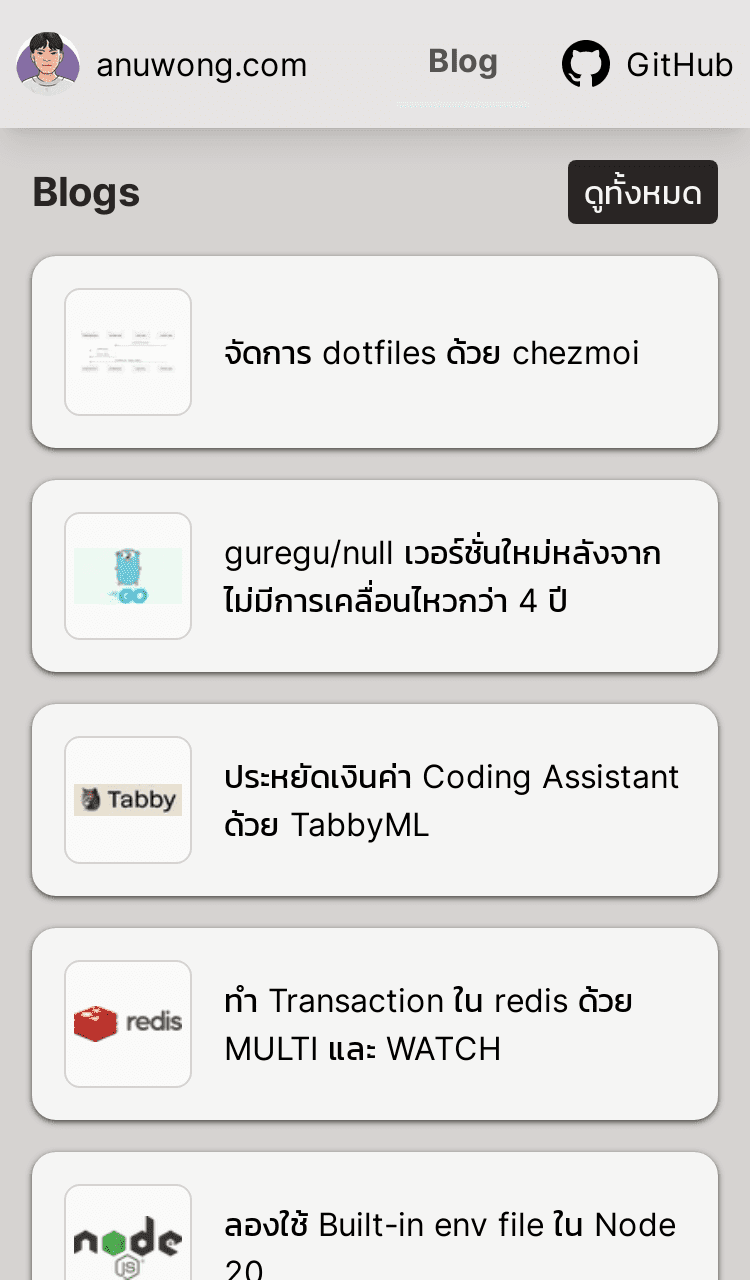 anuwong.com
Blog
GitHub
Blogs
ดูทั้งหมด
จัดการ dotfiles ด้วย chezmoi
guregu/null เวอร์ชั่นใหม่หลังจาก
ไม่มีการเคลื่อนไหวกว่า 4 ปี
Tabby
ประหยัดเงินค่า Coding Assistant
ด้วย TabbyML
redis
ทำ Transaction ใน redis ด้วย
MULTI และ WATCH
node
JS
ลองใช้ Built-in env file ใน Node
20